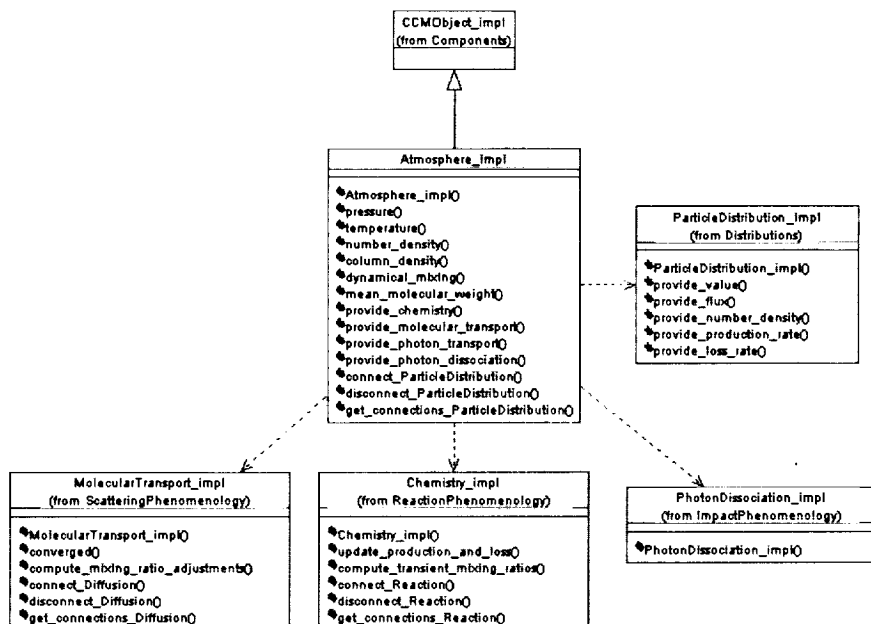 CCMObject_impl
(from Components)
Atmosphere_impl
Atmosphere_impl()
pressure()
temperature()
number_density()
column_density()
dynamical_mixing()
mean_molecular_weight()
provide_chemistry()
provide_molecular_transport()
provide_photon_transport()
provide_photon_dissociation()
connect_ParticleDistribution()
disconnect_ParticleDistribution()
get_connections_ParticleDistribution()
ParticleDistribution_impl
(from Distributions)
ParticleDistribution_impl()
provide_value()
provide_flux()
provide_number_density()
provide_production_rate()
provide_loss_rate()
MolecularTransport_impl
(from ScatteringPhenomenology)
MolecularTransport_impl()
converged()
compute_mixing_ratio_adjustments()
connect_Diffusion()
disconnect_Diffusion()
get_connections_Diffusion()
Chemistry_impl
(from ReactionPhenomenology)
Chemistry_impl()
update_production_and_loss()
compute_transient_mixing_ratios()
connect_Reaction()
disconnect_Reaction()
get_connections_Reaction()
PhotonDissociation_impl
(from ImpactPhenomenology)
PhotonDissociation_impl()